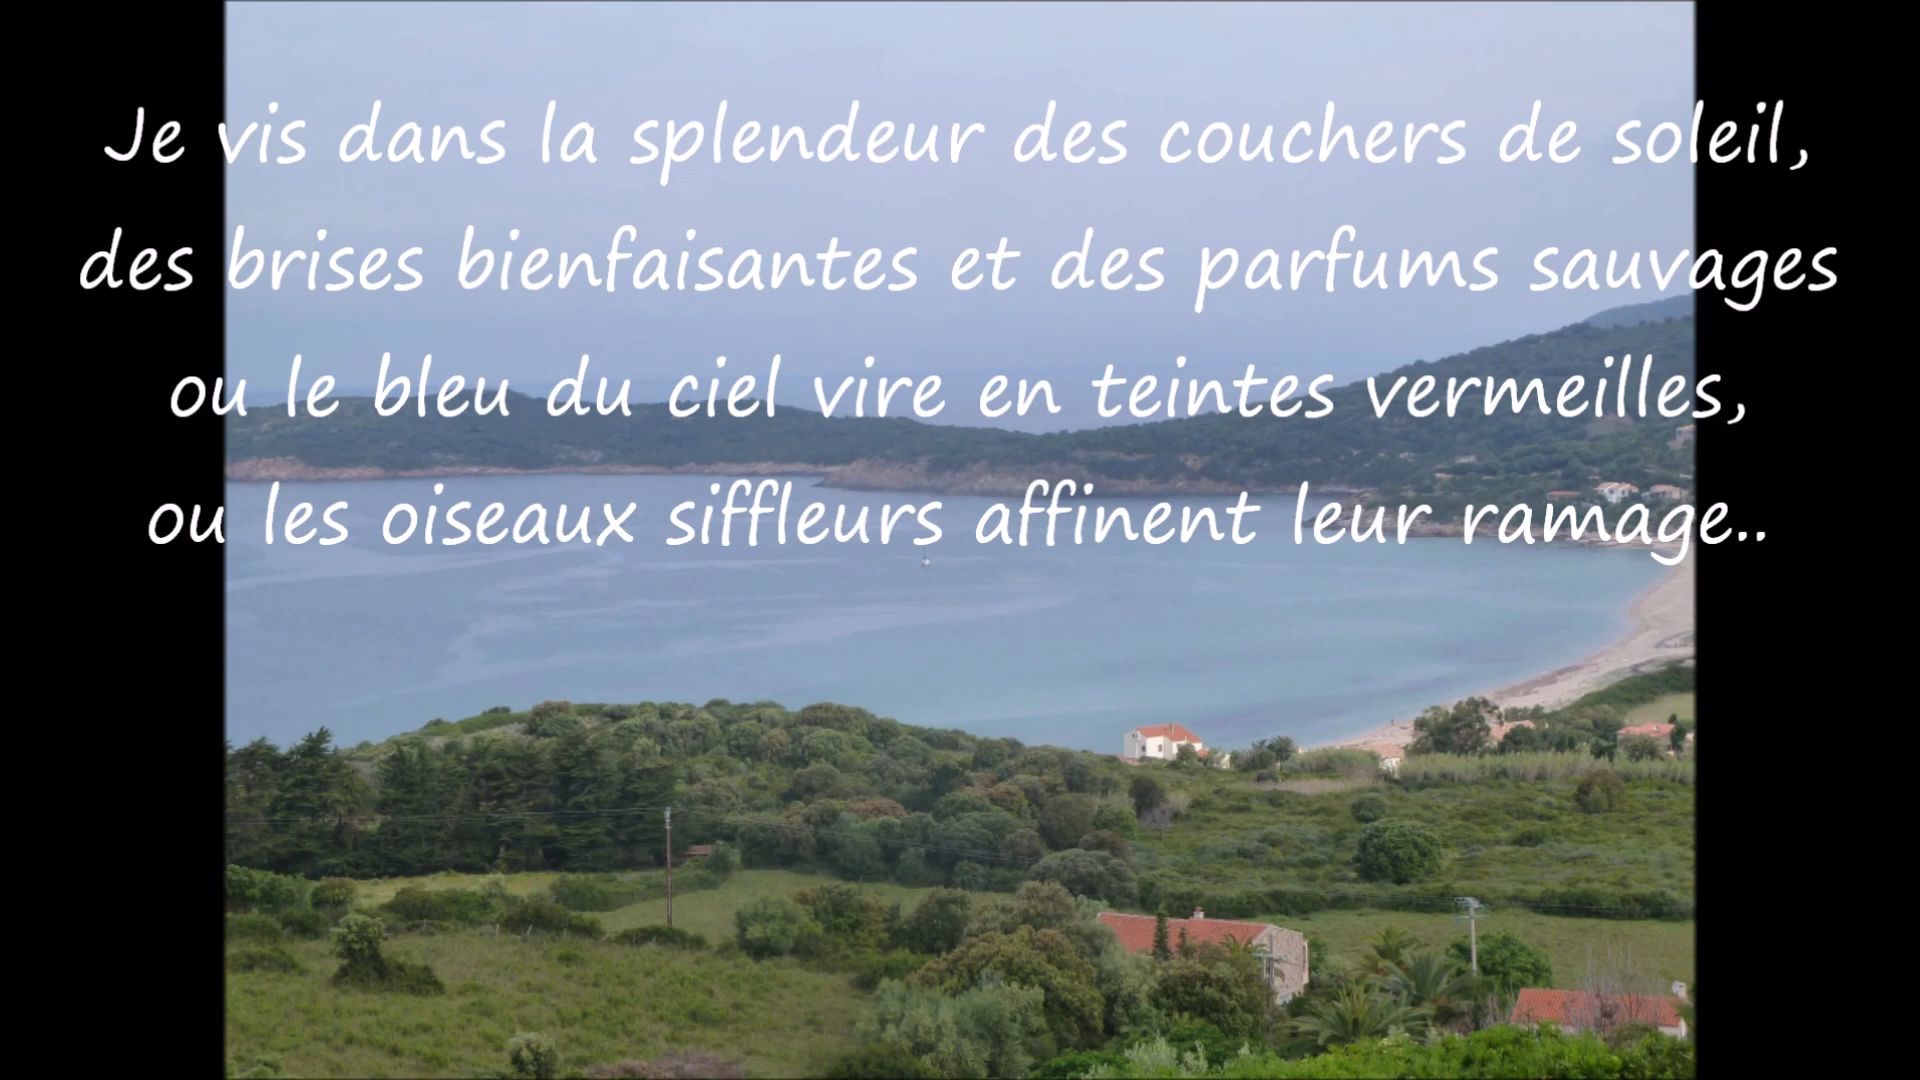 Je vis dans la splendeur des couchers de soleil,
des brises bienfaisantes et des parfums sauvages
ou le bleu du ciel vire en teintes vermeilles,
ou les oiseaux siffleurs affinent leur ramage..